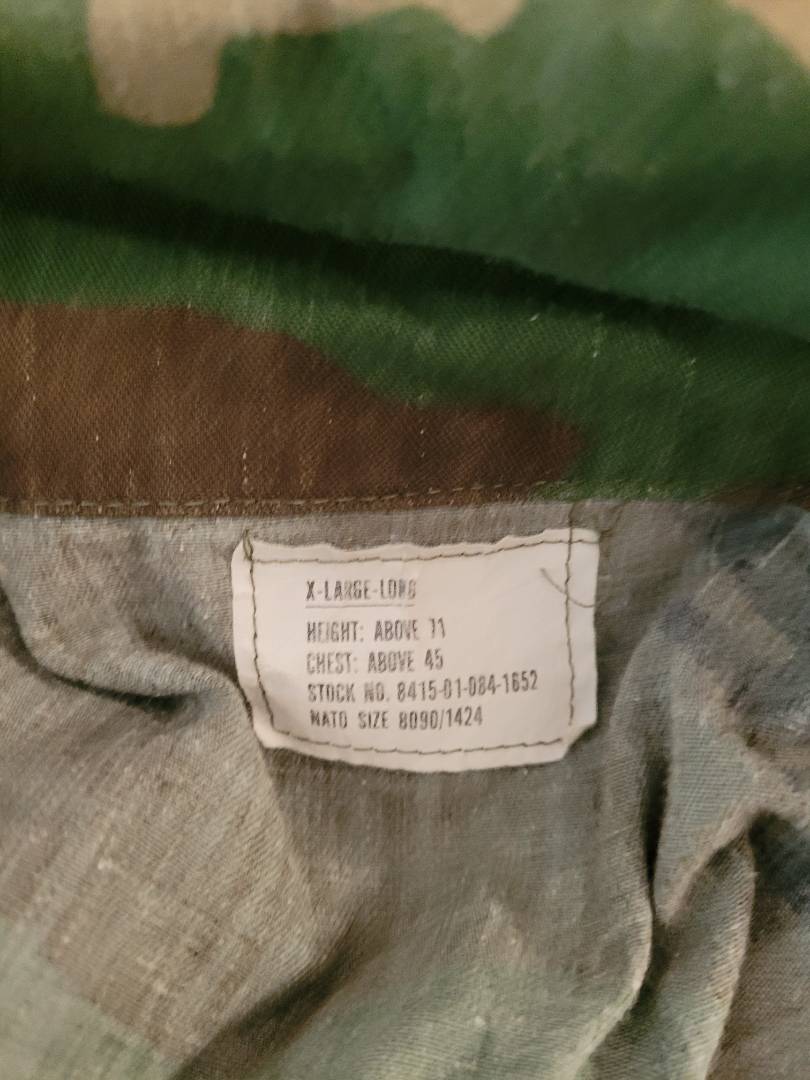 X-LARGE-LONG
HEIGHT: ABOVE 71
CHEST: ABOVE 45
STOCK NO. 8415-01-084-1652
NATO SIZE 8090/1424